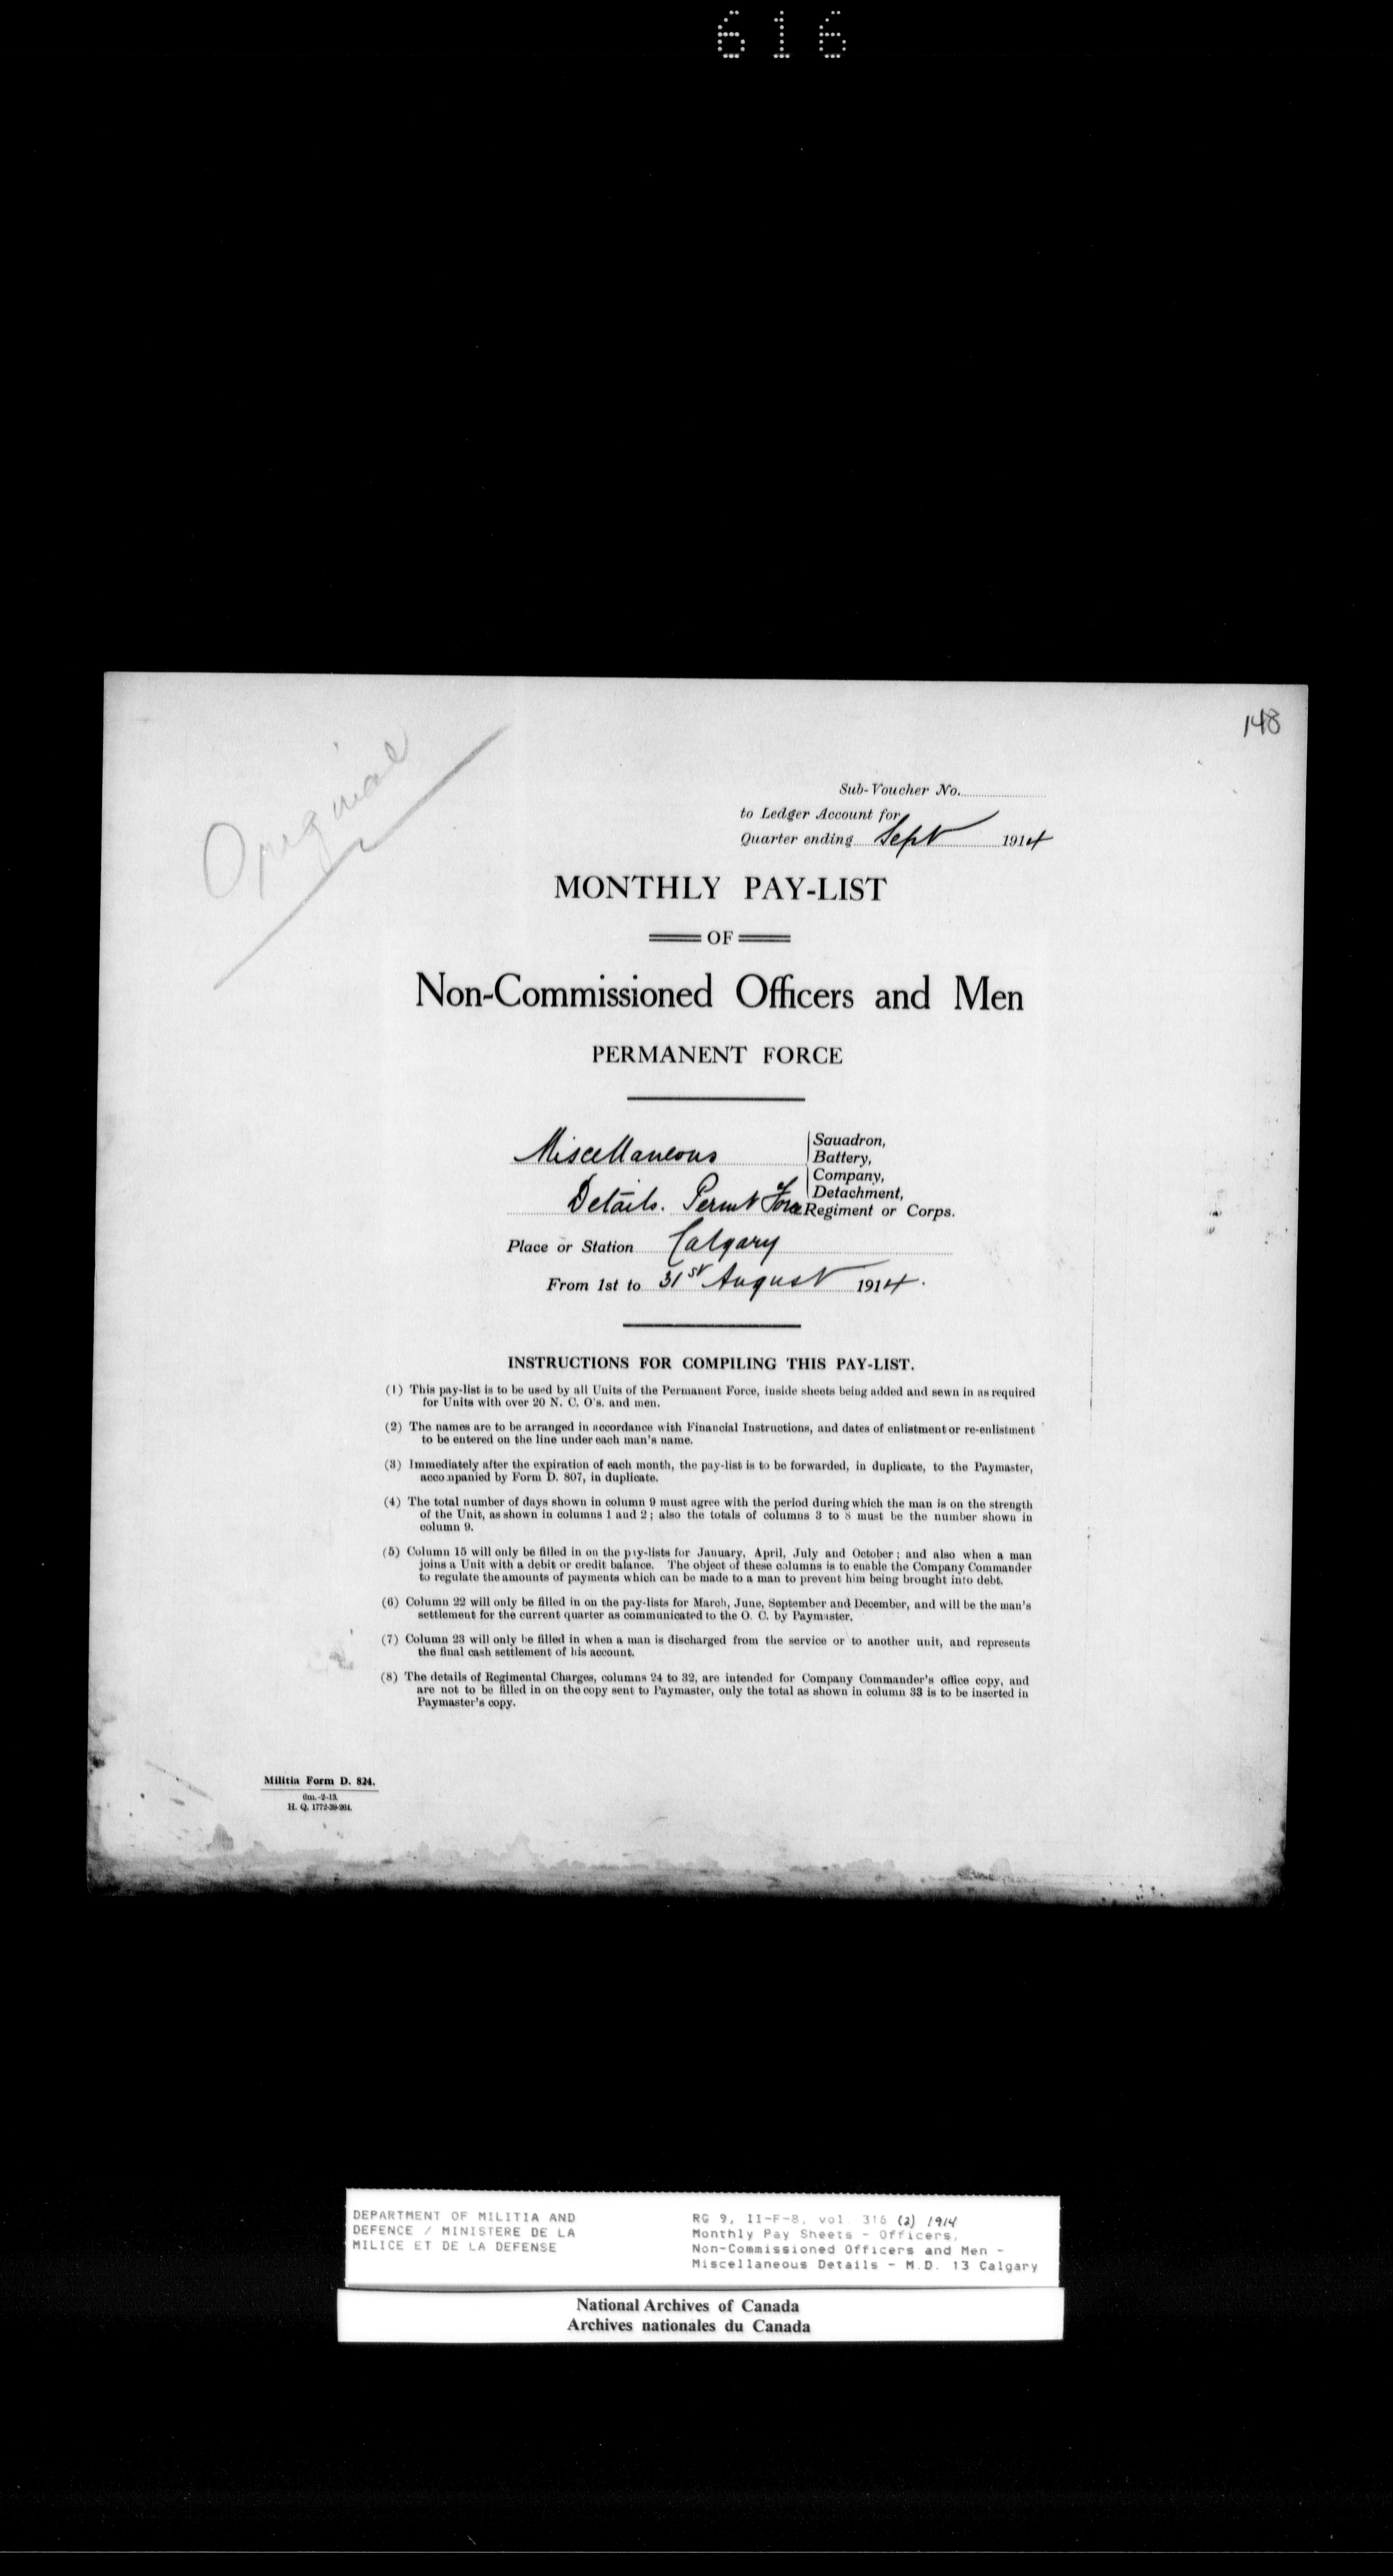 616
148
Original
Sub-Voucher No.
to Ledger Account for
Quarter ending Sept 1914
MONTHLY PAY-LIST
OF
Non-Commissioned Officers and Men
PERMANENT FORCE
Miscellaneous
Squadron,
Battery,
Company,
Detachment,
Details. Permt Force Regiment or Corps.
Place or Station Calgary
From 1st to 31st August 1914.
INSTRUCTIONS FOR COMPILING THIS PAY-LIST.
(1) This pay-list is to be used by all Units of the Permanent Force, inside sheets being added and sewn in as required
for Units with over 20 N. C. O's. and men.
(2) The names are to be arranged in accordance with Financial Instructions, and dates of enlistment or re-enlistment
to be entered on the line under each man's name.
(3) Immediately after the expiration of each month, the pay-list is to be forwarded, in duplicate, to the Paymaster,
acco npanied by Form D. 807, in duplicate.
(4) The total number of days shown in column 9 must agree with the period during which the man is on the strength
of the Unit, as shown in columns 1 and 2; also the totals of columns 3 to 8 must be the number shown in
column 9.
(5) Column 15 will only be filled in on the pay-lists for January, April, July and October; and also when a man
joins a Unit with a debit or credit balance. The object of these columns is to enable the Company Commander
to regulate the amounts of payments which can be made to a man to prevent him being brought into debt.
(6) Column 22 will only be filled in on the pay-lists for March, June, September and December, and will be the man's
settlement for the current quarter as communicated to the O. C. by Paymaster.
(7) Column 23 will only be filled in when a man is discharged from the service or to another unit, and represents
the final cash settlement of his account.
(8) The details of Regimental Charges, columns 24 to 32, are intended for Company Commander's office copy, and
are not to be filled in on the copy sent to Paymaster, only the total as shown in column 33 is to be inserted in
Paymaster's copy.
Militia Form D. 824.
6m.-2-13.
H. Q. 1772-39-264.
DEPARTMENT OF MILITIA AND
DEFENCE / MINISTERE DE LA
MILICE ET DE LA DEFENSE
RG 9, II-F-8, vol. 316 (2) 1914
Monthly Pay Sheets - Officers,
Non-Commissioned Officers and Men -
Miscellaneous Details - M.D. 13 Calgary
National Archives of Canada
Archives nationales du Canada